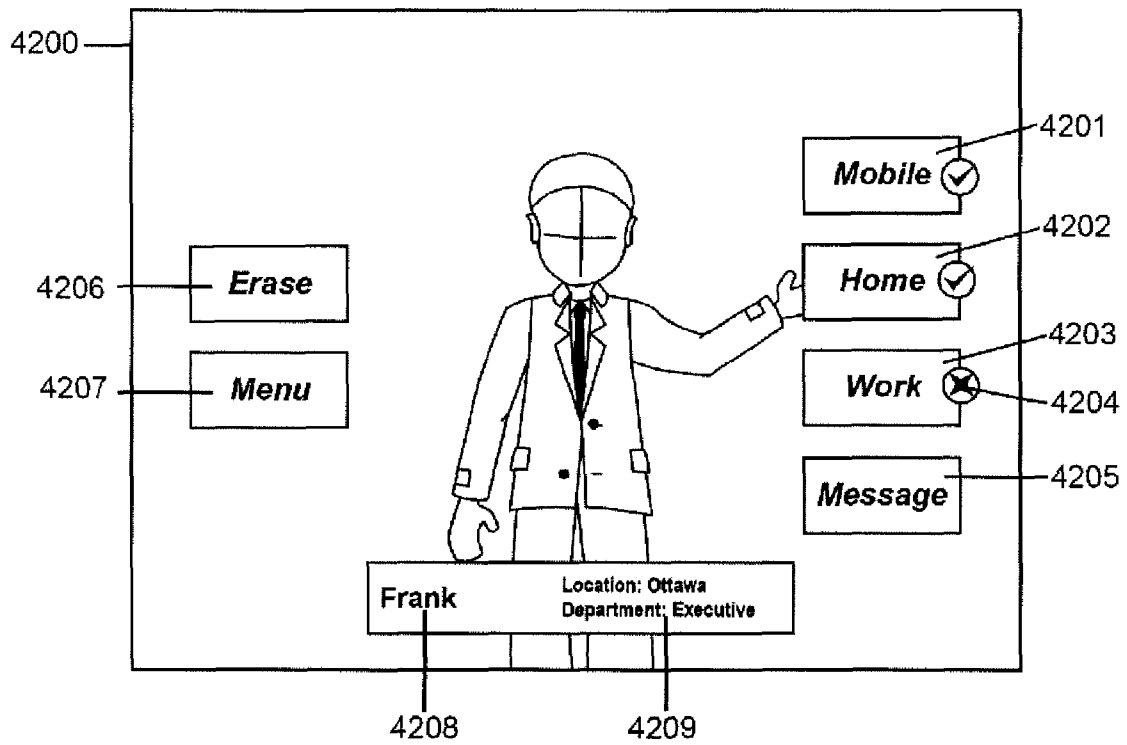 4200
4201
Mobile
4202
Home
4206
Erase
4203
4207
Menu
Work
4204
4205
Message
Frank
Location: Ottawa
Department: Executive
4208
4209